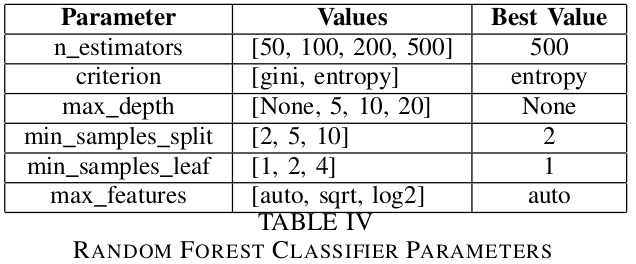 Parameter Values Best Value
n_estimators [50, 100, 200, 500] 500
criterion [gini, entropy] entropy
max_depth [None, 5, 10, 20] None
min_samples_split [2, 5, 10] 2
min_samples_leaf [1, 2, 4] 1
max_features [auto, sqrt, log2] auto
TABLE IV
RANDOM FOREST CLASSIFIER PARAMETERS